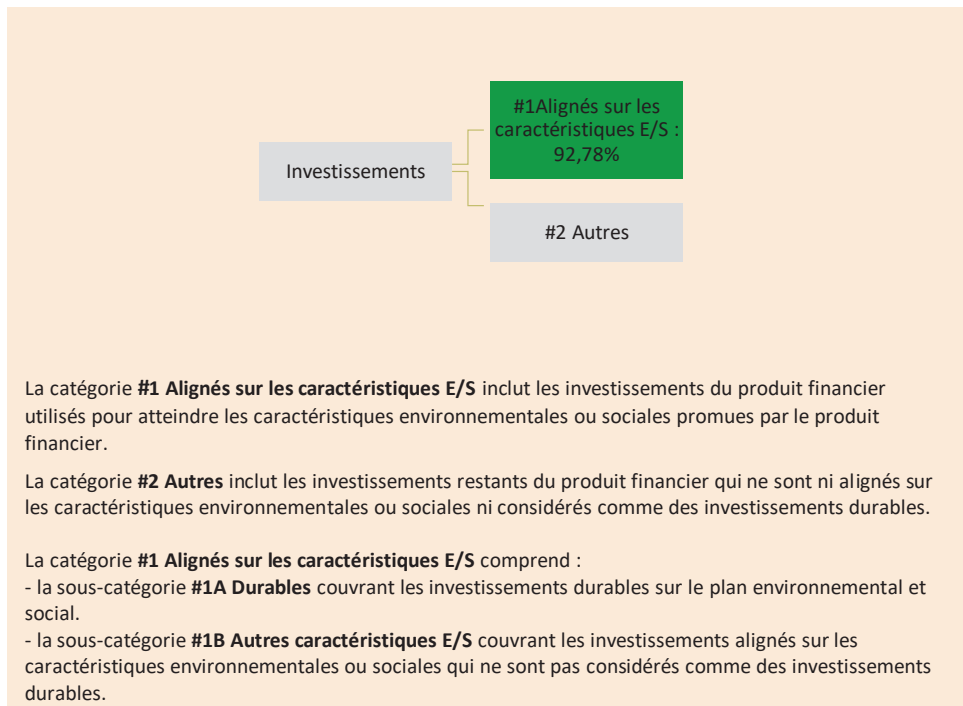 #1Alignés sur les
caractéristiques E/S :
92,78%
Investissements
#2 Autres
La catégorie #1 Alignés sur les caractéristiques E/S inclut les investissements du produit financier
utilisés pour atteindre les caractéristiques environnementales ou sociales promues par le produit
financier.
La catégorie #2 Autres inclut les investissements restants du produit financier qui ne sont ni alignés sur
les caractéristiques environnementales ou sociales ni considérés comme des investissements durables.
La catégorie #1 Alignés sur les caractéristiques E/S comprend :
- la sous-catégorie #1A Durables couvrant les investissements durables sur le plan environnemental et
social.
- la sous-catégorie #1B Autres caractéristiques E/S couvrant les investissements alignés sur les
caractéristiques environnementales ou sociales qui ne sont pas considérés comme des investissements
durables.